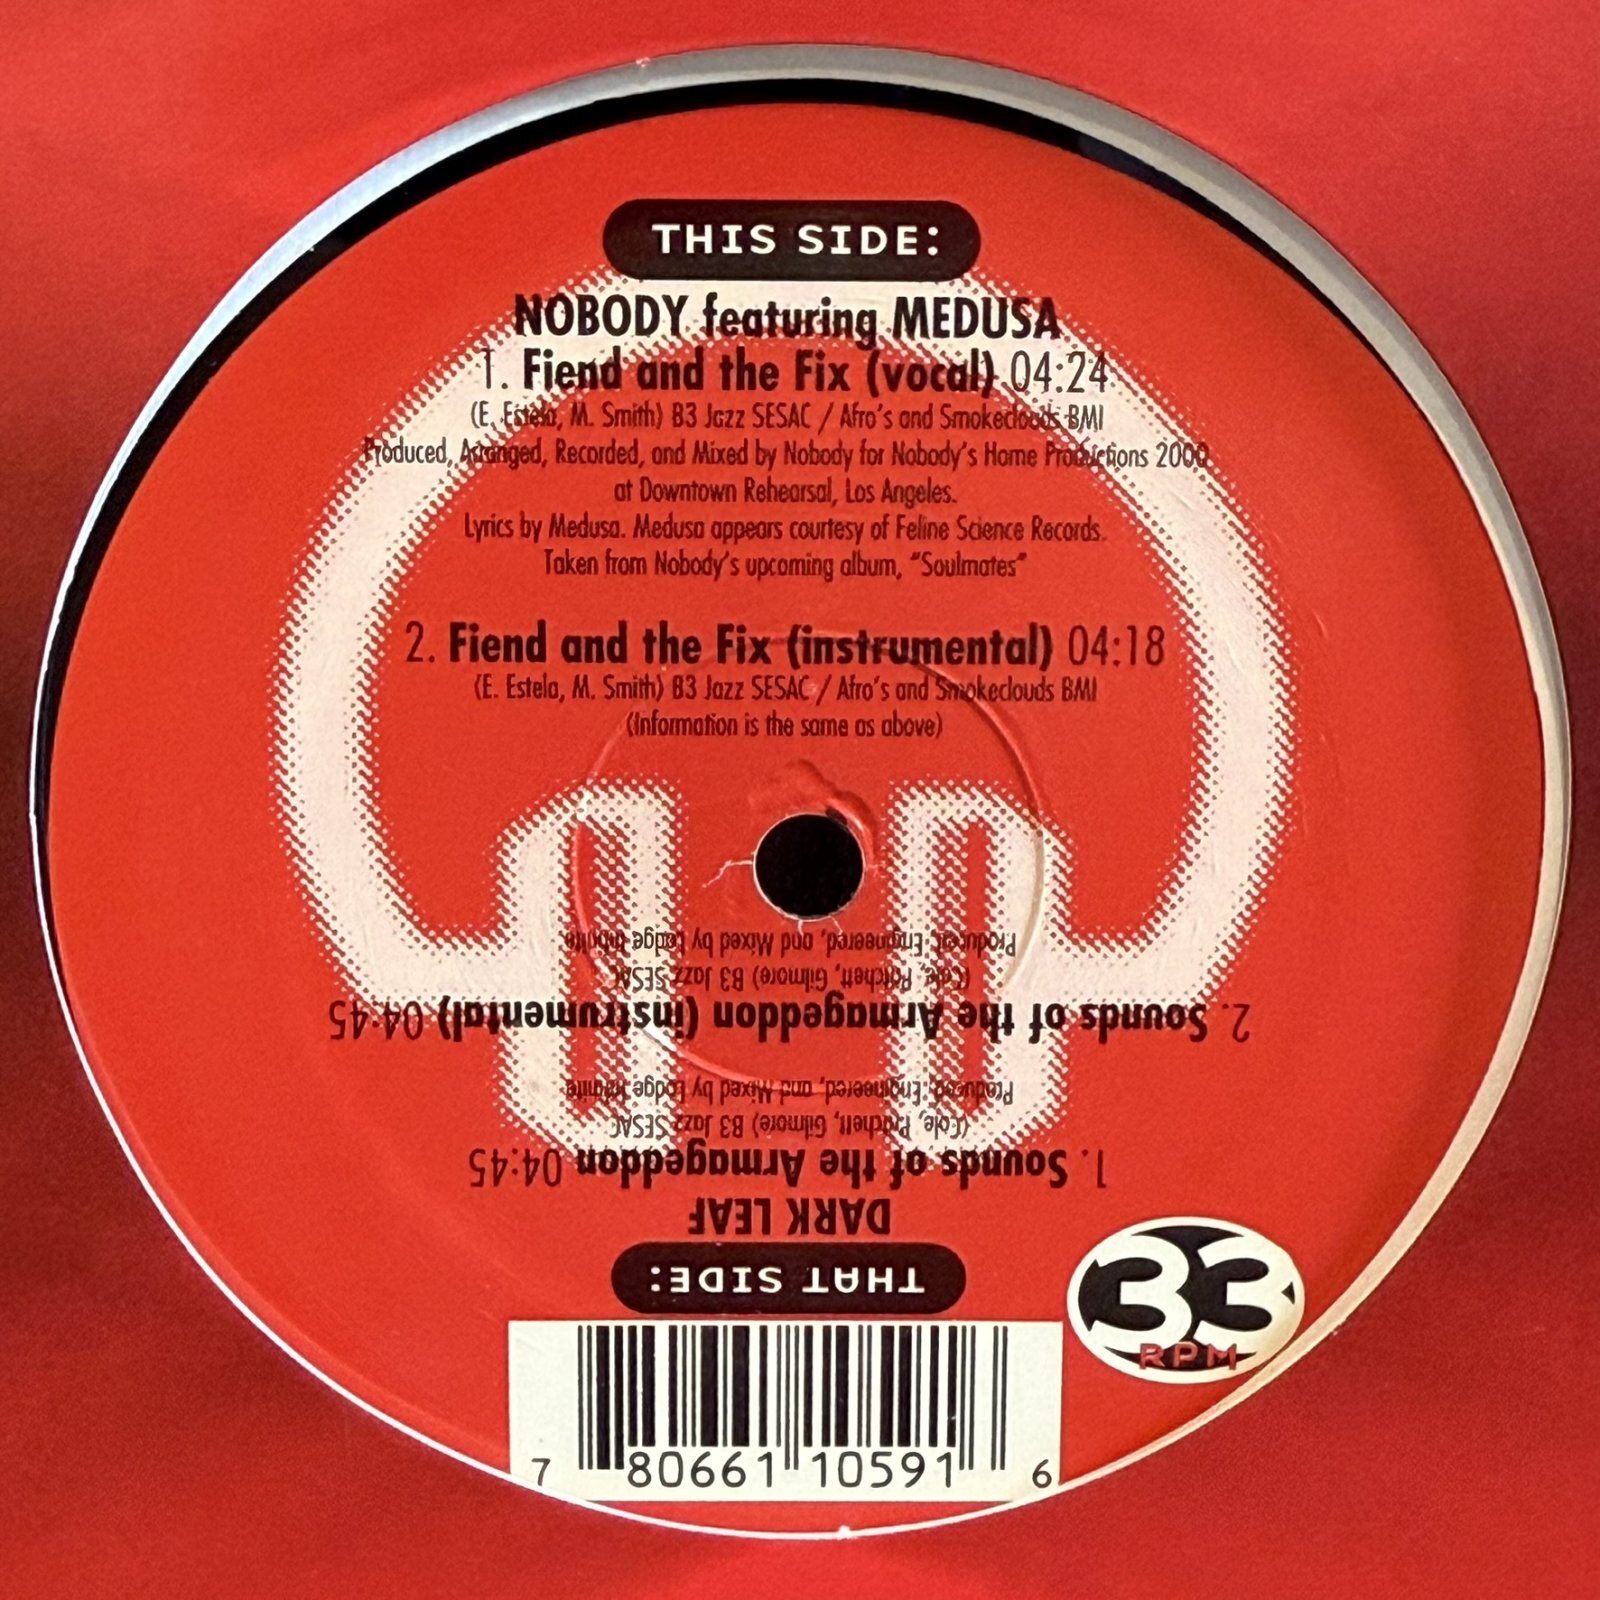 THIS SIDE:
NOBODY featuring MEDUSA
1. Fiend and the Fix (vocal) 04:24
(E. Estela, M. Smith) B3 Jazz SESAC / Afro's and Smokeclouds BMI
Produced, Arranged, Recorded, and Mixed by Nobody for Nobody's Home Productions 2000
at Downtown Rehearsal, Los Angeles.
Lyrics by Medusa. Medusa appears courtesy of Feline Science Records.
Taken from Nobody's upcoming album, "Soulmates"
2. Fiend and the Fix (instrumental) 04:18
(E. Estela, M. Smith) B3 Jazz SESAC / Afro's and Smokeclouds BMI
(Information is the same as above)
THAT SIDE:
DARK LEAF
1. Sounds of the Armageddon 04:45
(Cole, Patchett, Gilmore) B3 Jazz SESAC
Produced, Engineered, and Mixed by Lodge Infinite
2. Sounds of the Armageddon (instrumental) 04:45
(Cole, Patchett, Gilmore) B3 Jazz SESAC
Produced, Engineered, and Mixed by Lodge Infinite
33
RPM
7 80661 10591 6